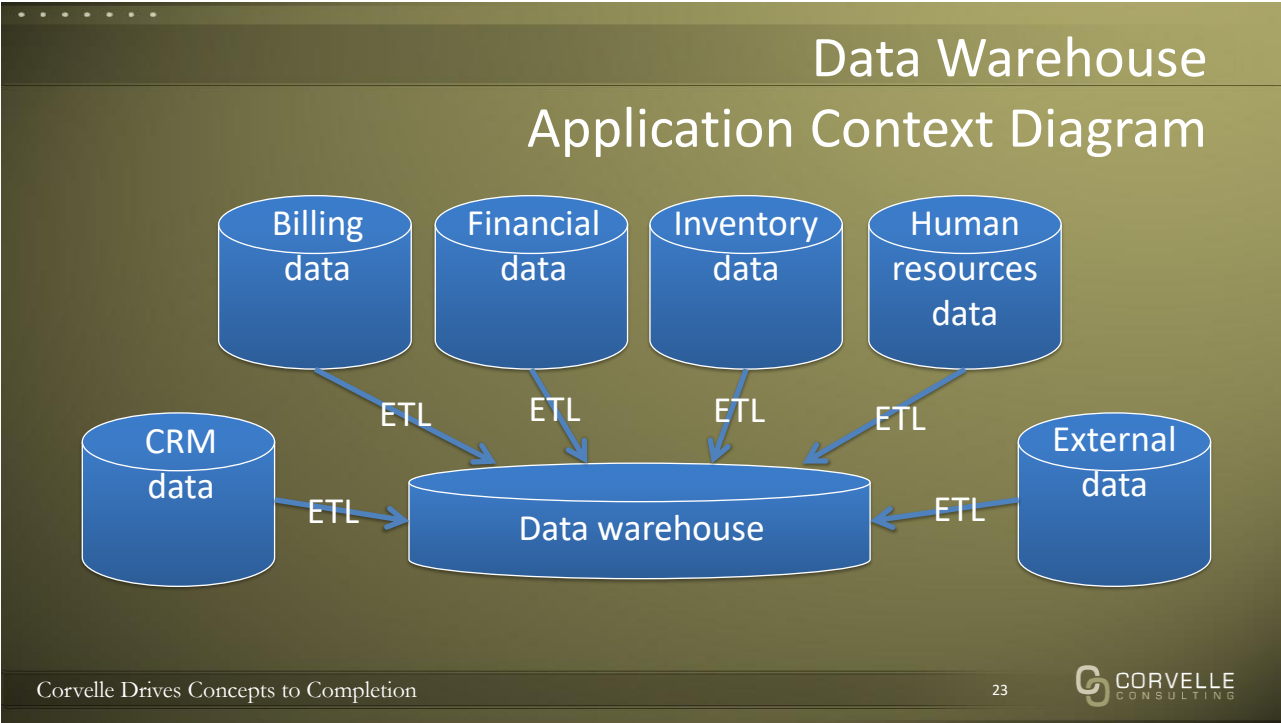 Data Warehouse
Application Context Diagram
Billing
data
Financial
data
Inventory
data
Human
resources
data
ETL
ETL
ETL
ETL
CRM
data
External
data
ETL
ETL
Data warehouse
Corvelle Drives Concepts to Completion
23
CORVELLE
CONSULTING